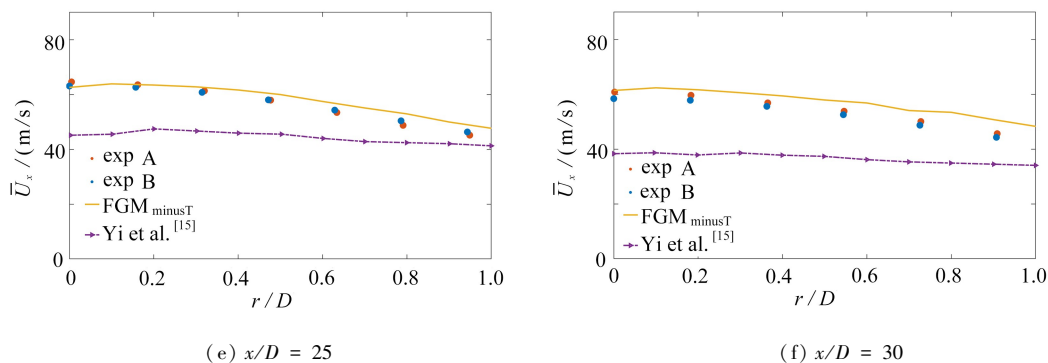 80
40
0
Ūₓ / (m/s)
exp A
exp B
FGM minusT
Yi et al. [15]
0 0.2 0.4 0.6 0.8 1.0
r/D
(e) x/D = 25
80
40
0
Ūₓ / (m/s)
exp A
exp B
FGM minusT
Yi et al. [15]
0 0.2 0.4 0.6 0.8 1.0
r/D
(f) x/D = 30